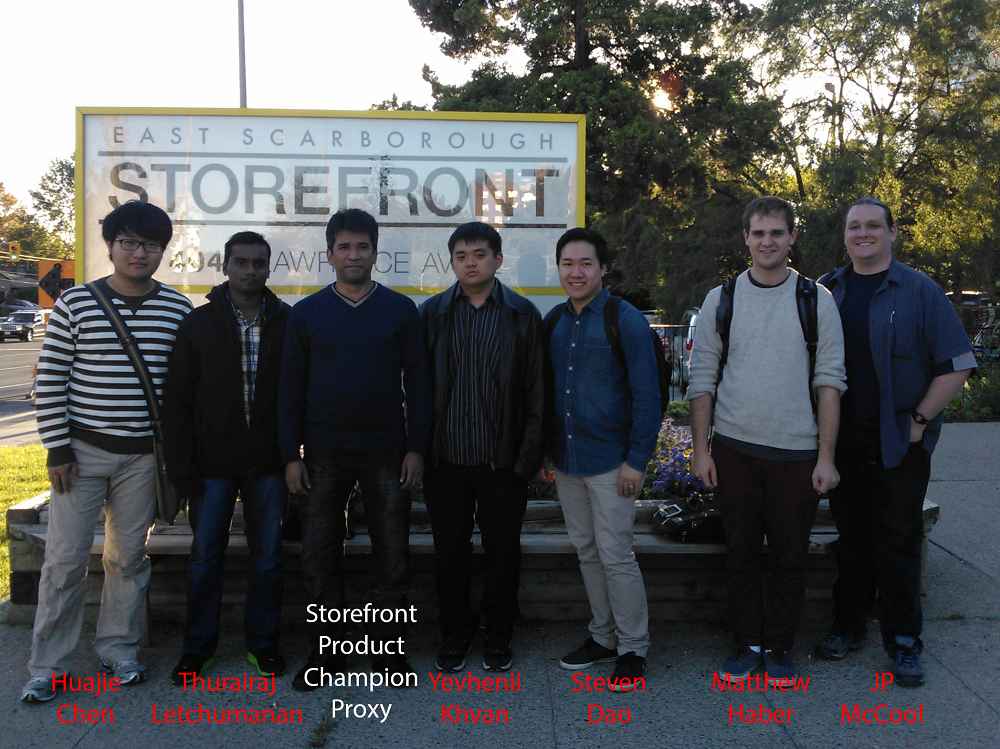 EAST SCARBOROUGH
STOREFRONT
LAWRENCE AV
Huajie
Chen
Thurairaj
Letchumanan
Storefront
Product
Champion
Proxy
Yevhenii
Khvan
Steven
Dao
Matthew
Haber
JP
McCool